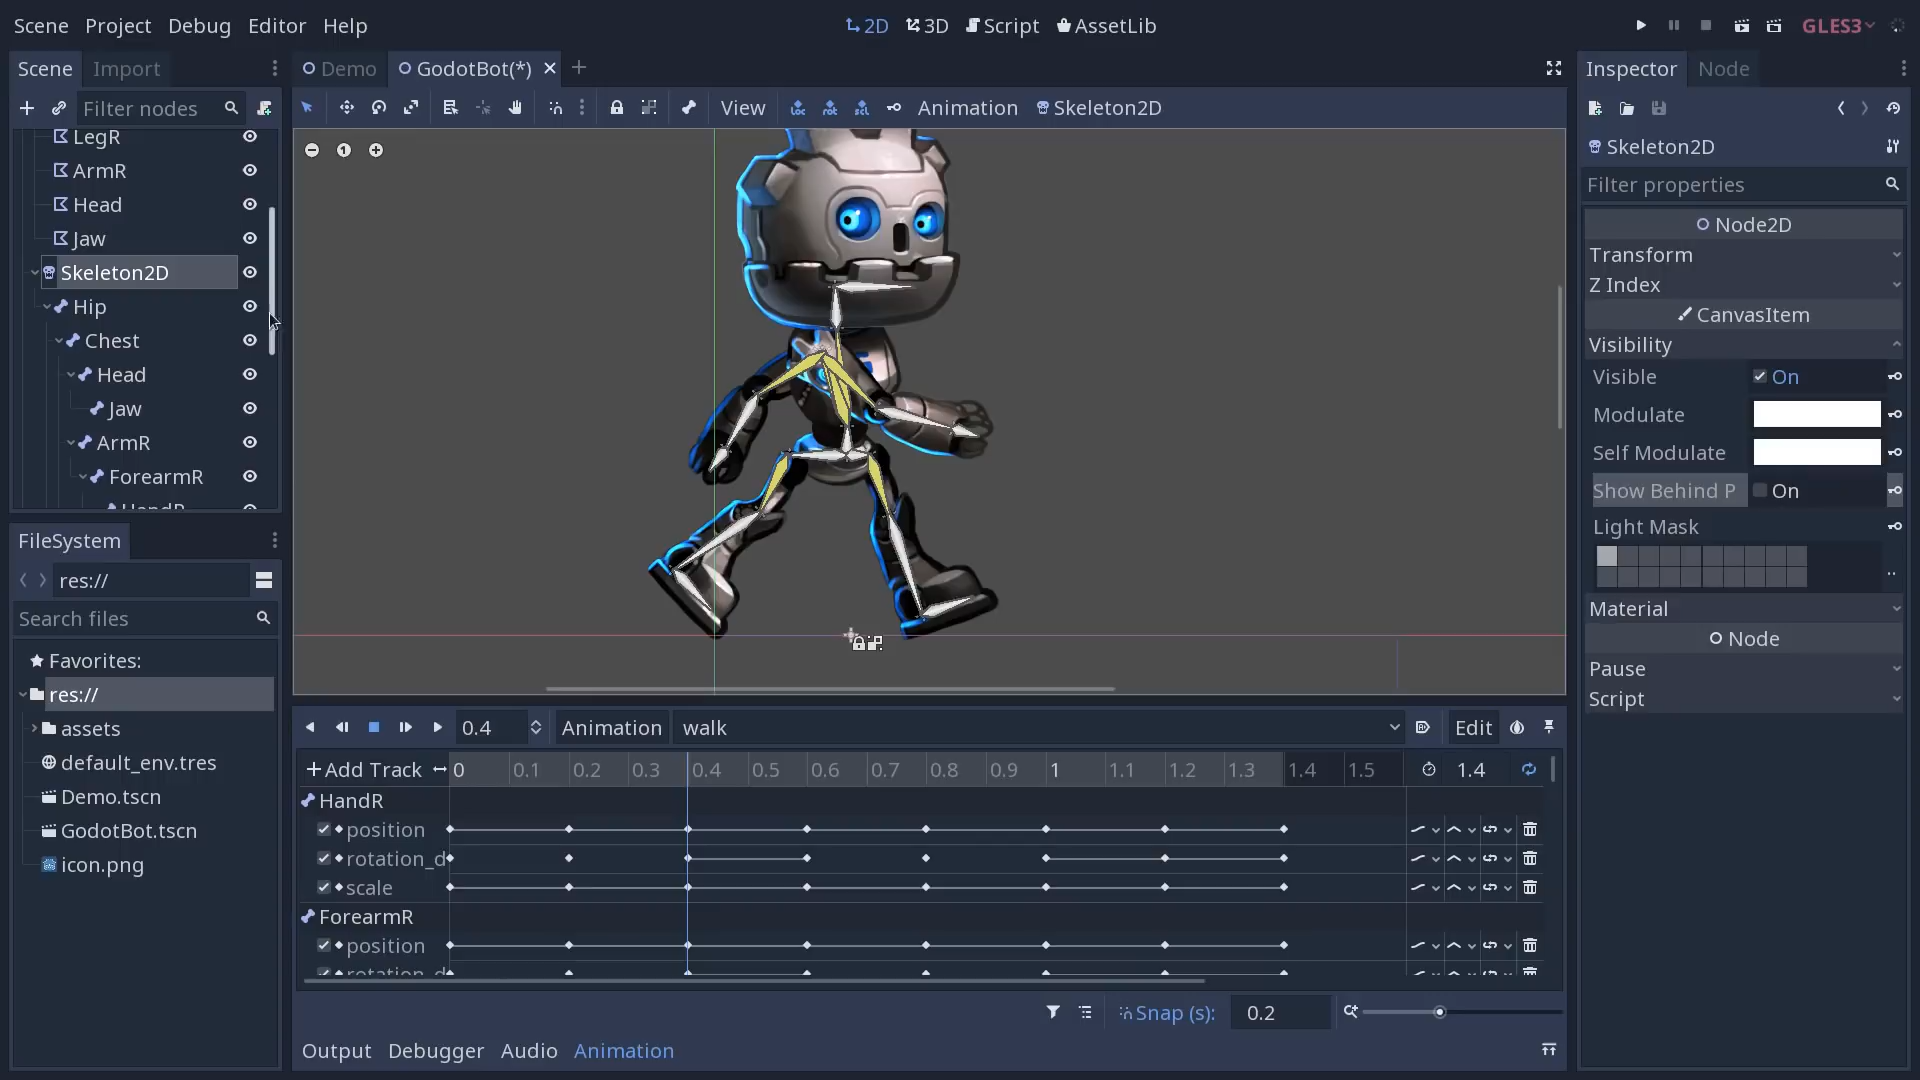 Scene Project Debug Editor Help
2D 3D Script AssetLib
GLES3
Scene Import
Filter nodes
LegR
ArmR
Head
Jaw
Skeleton2D
Hip
Chest
Head
Jaw
ArmR
ForearmR
HandR
FileSystem
res://
Search files
Favorites:
res://
assets
default_env.tres
Demo.tscn
GodotBot.tscn
icon.png
Demo GodotBot(*)
View loc rot scl Animation Skeleton2D
1
0.4 Animation walk Edit
Add Track 0 0.1 0.2 0.3 0.4 0.5 0.6 0.7 0.8 0.9 1 1.1 1.2 1.3 1.4 1.5 1.4
HandR
position
rotation_d
scale
ForearmR
position
rotation_d
Snap (s): 0.2
Output Debugger Audio Animation
Inspector Node
Skeleton2D
Filter properties
Node2D
Transform
Z Index
CanvasItem
Visibility
Visible On
Modulate
Self Modulate
Show Behind P On
Light Mask
..
Material
Node
Pause
Script